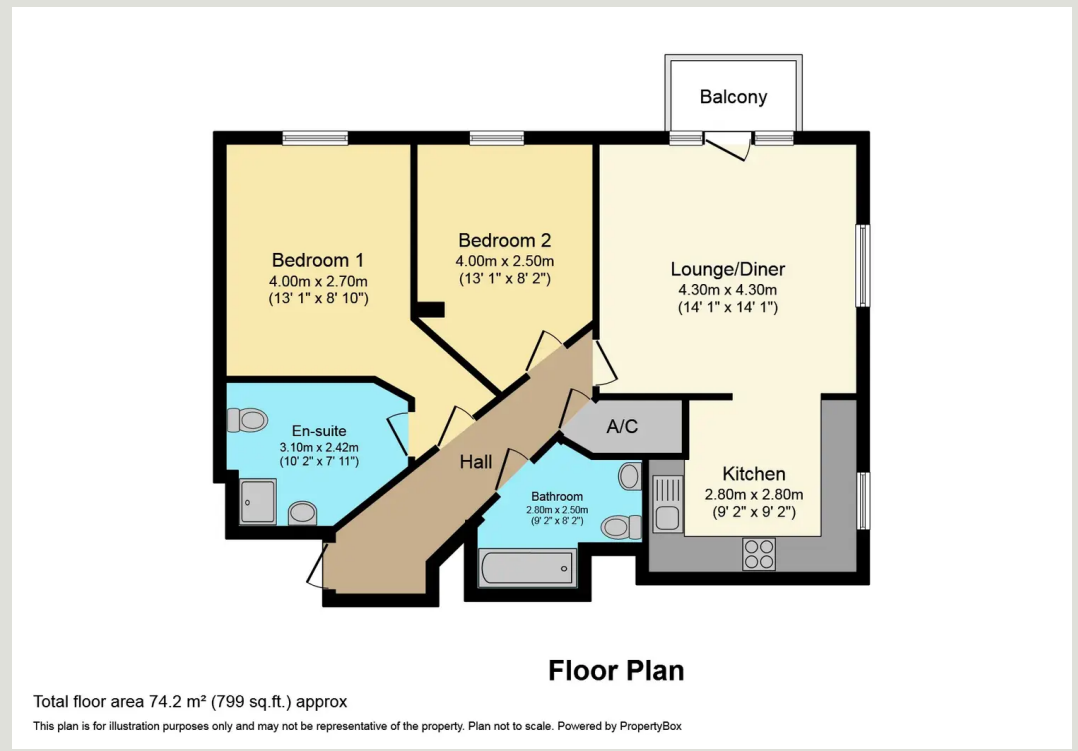 Balcony
Bedroom 1
4.00m x 2.70m
(13' 1" x 8' 10")
Bedroom 2
4.00m x 2.50m
(13' 1" x 8' 2")
Lounge/Diner
4.30m x 4.30m
(14' 1" x 14' 1")
En-suite
3.10m x 2.42m
(10' 2" x 7' 11")
Hall
A/C
Bathroom
2.80m x 2.50m
(9' 2" x 8' 2")
Kitchen
2.80m x 2.80m
(9' 2" x 9' 2")
Floor Plan
Total floor area 74.2 m² (799 sq.ft.) approx
This plan is for illustration purposes only and may not be representative of the property. Plan not to scale. Powered by PropertyBox